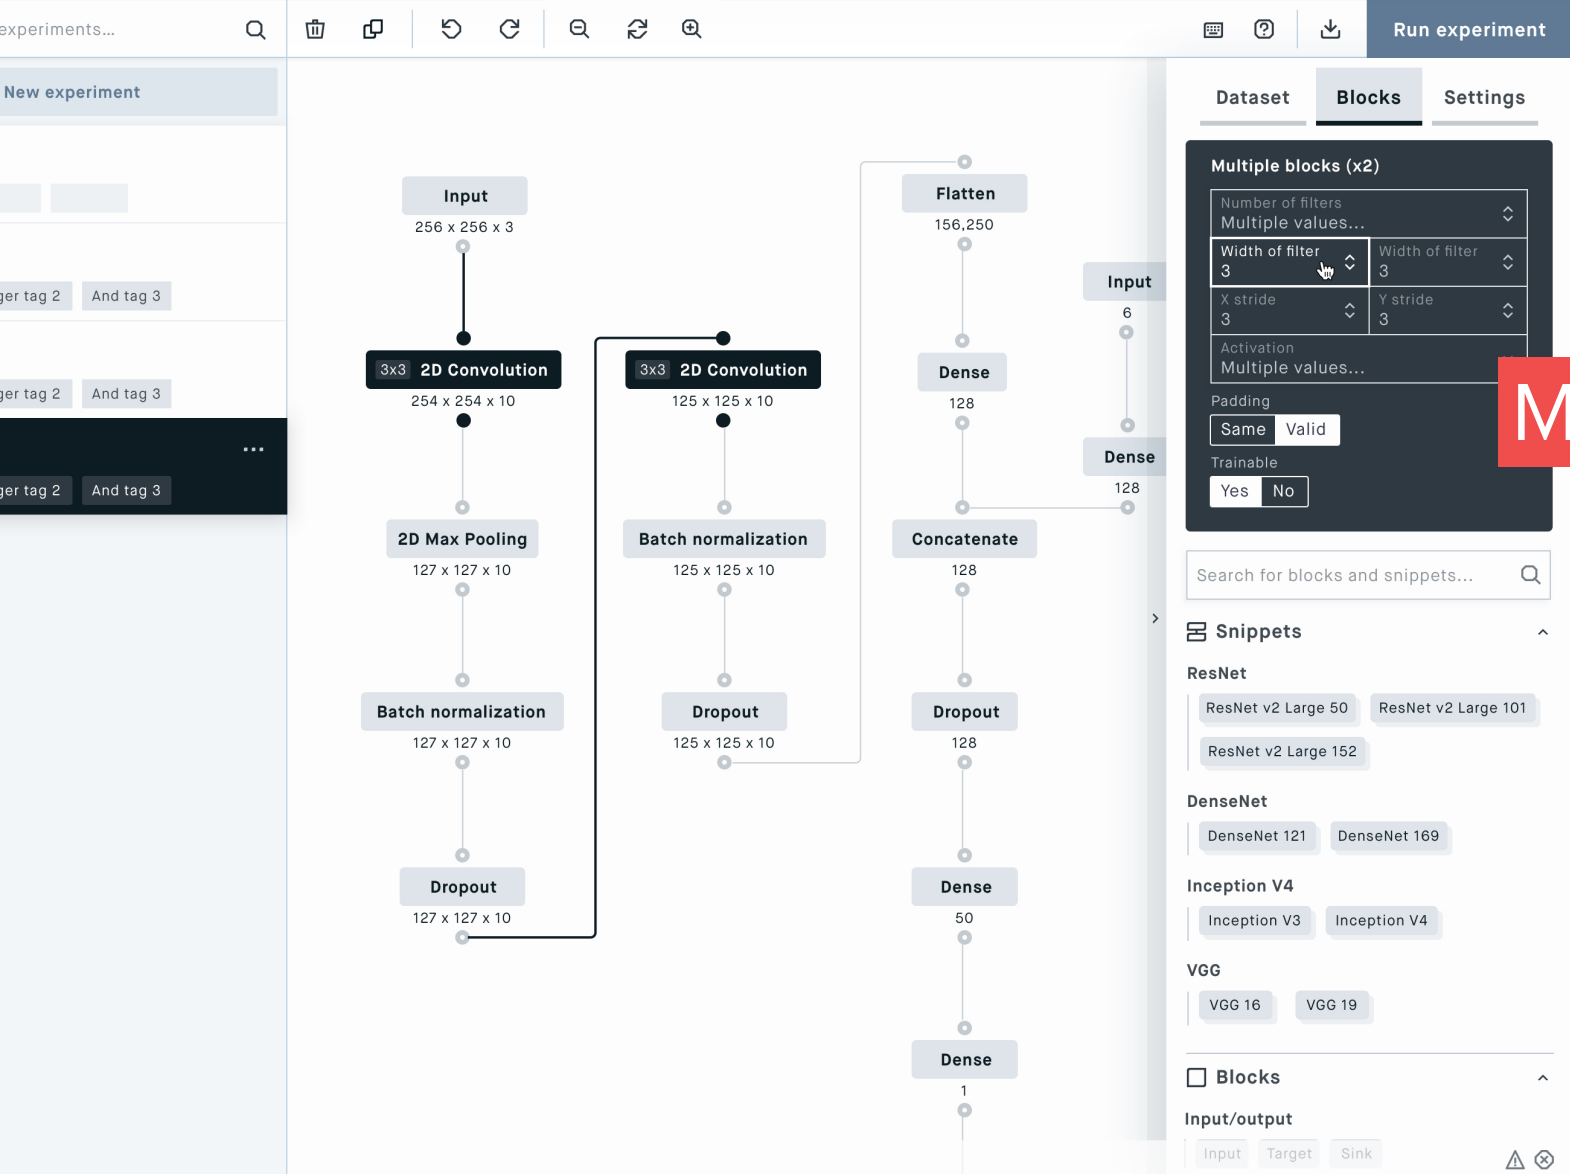 experiments...
Run experiment
New experiment
ger tag 2
And tag 3
ger tag 2
And tag 3
ger tag 2
And tag 3
Input
256 x 256 x 3
3x3 2D Convolution
254 x 254 x 10
2D Max Pooling
127 x 127 x 10
Batch normalization
127 x 127 x 10
Dropout
127 x 127 x 10
3x3 2D Convolution
125 x 125 x 10
Batch normalization
125 x 125 x 10
Dropout
125 x 125 x 10
Flatten
156,250
Dense
128
Concatenate
128
Dropout
128
Dense
50
Dense
1
Input
6
Dense
128
Dataset
Blocks
Settings
Multiple blocks (x2)
Number of filters
Multiple values...
Width of filter
3
Width of filter
3
X stride
3
Y stride
3
Activation
Multiple values...
M
Padding
Same Valid
Trainable
Yes No
Search for blocks and snippets...
Snippets
ResNet
ResNet v2 Large 50
ResNet v2 Large 101
ResNet v2 Large 152
DenseNet
DenseNet 121
DenseNet 169
Inception V4
Inception V3
Inception V4
VGG
VGG 16
VGG 19
Blocks
Input/output
Input
Target
Sink